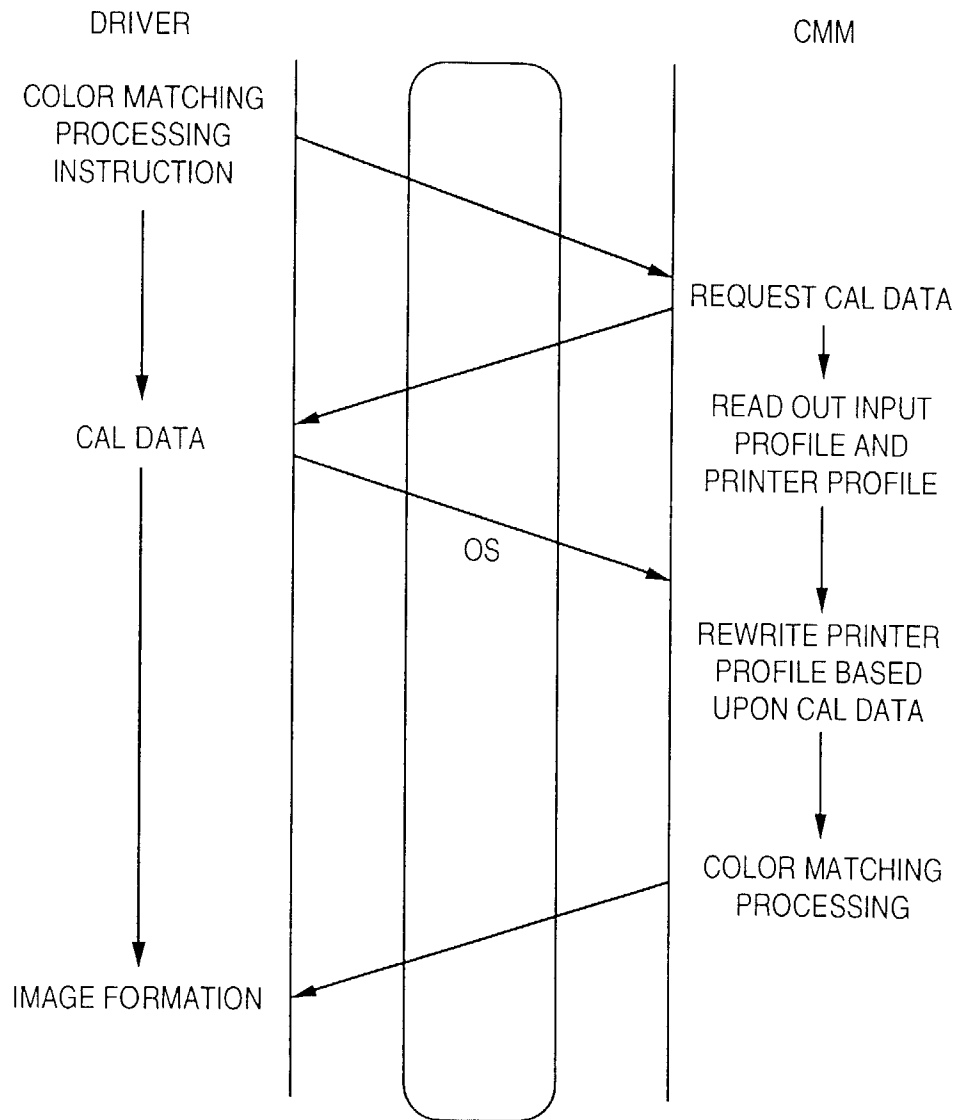 DRIVER
CMM
COLOR MATCHING
PROCESSING
INSTRUCTION
REQUEST CAL DATA
CAL DATA
READ OUT INPUT
PROFILE AND
PRINTER PROFILE
OS
REWRITE PRINTER
PROFILE BASED
UPON CAL DATA
COLOR MATCHING
PROCESSING
IMAGE FORMATION